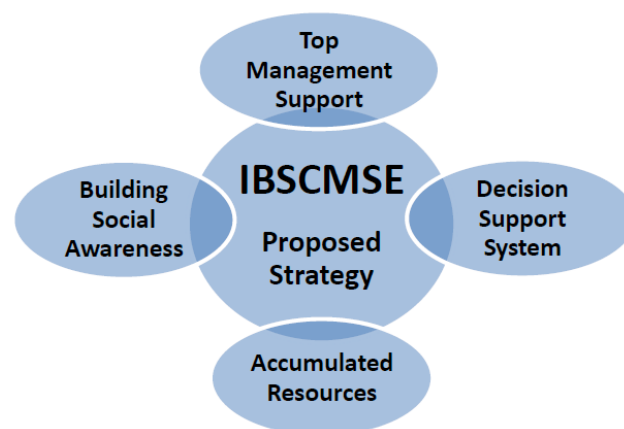 Top
Management
Support
Building
Social
Awareness
IBSCMSE
Proposed
Strategy
Decision
Support
System
Accumulated
Resources